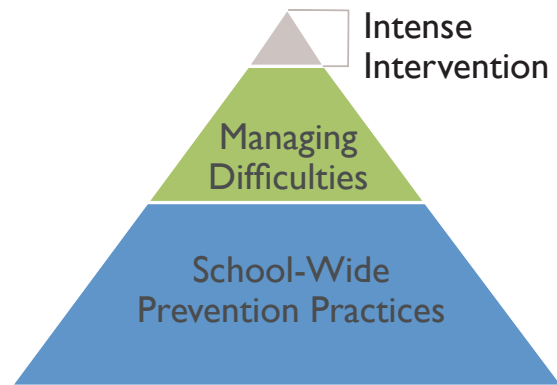 Intense
Intervention
Managing
Difficulties
School-Wide
Prevention Practices